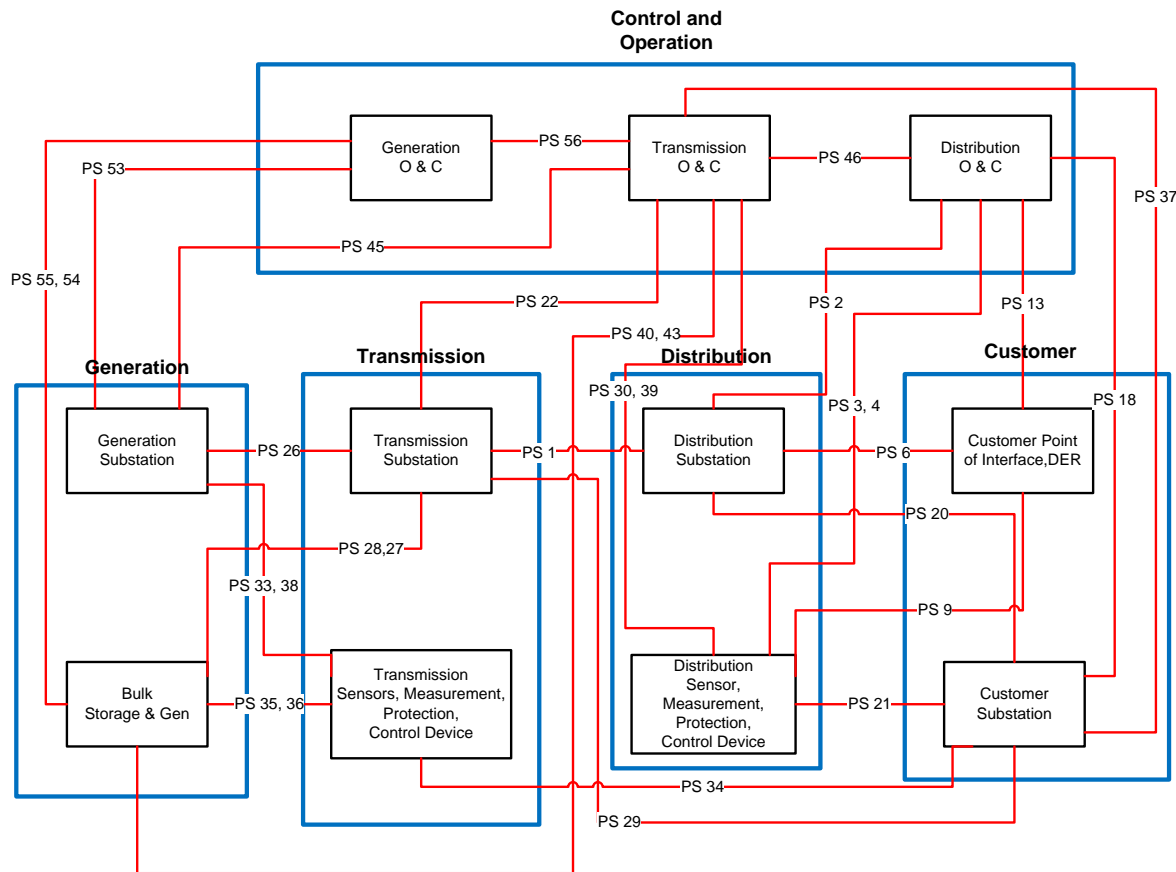 Control and
Operation
Generation
O & C
PS 56
Transmission
O & C
PS 46
Distribution
O & C
PS 53
PS 37
PS 45
PS 55, 54
PS 22
PS 2
PS 13
PS 40, 43
Generation
Transmission
Distribution
Customer
PS 30, 39
PS 3, 4
PS 18
Generation
Substation
PS 26
Transmission
Substation
PS 1
Distribution
Substation
PS 6
Customer Point
of Interface,DER
PS 20
PS 28,27
PS 33, 38
PS 9
Bulk
Storage & Gen
PS 35, 36
Transmission
Sensors, Measurement,
Protection,
Control Device
Distribution
Sensor,
Measurement,
Protection,
Control Device
PS 21
Customer
Substation
PS 34
PS 29